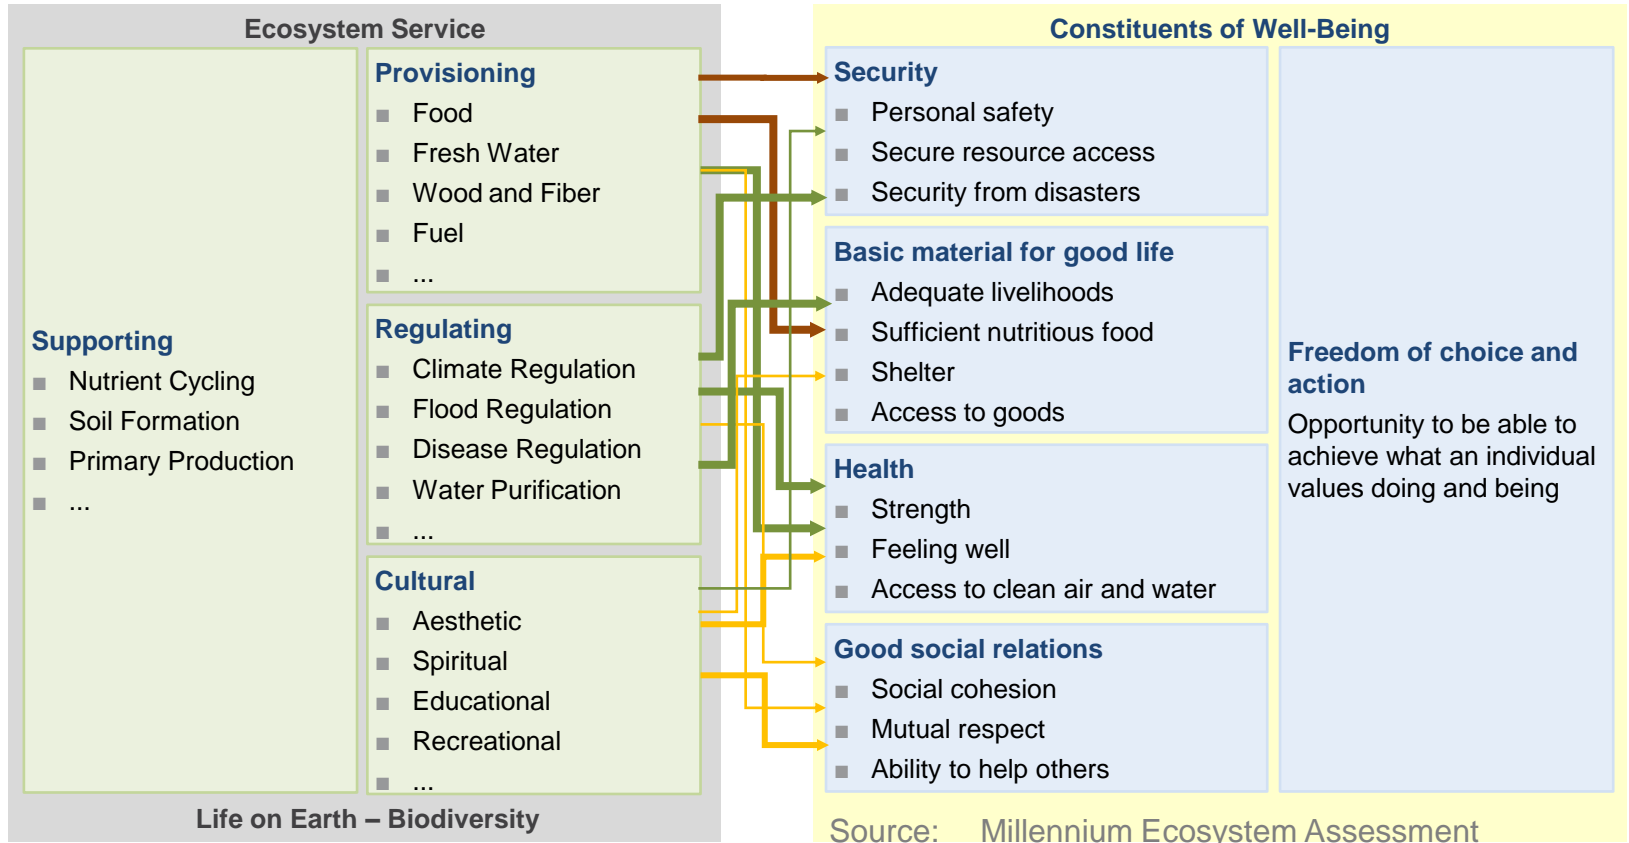 Ecosystem Service
Supporting
■ Nutrient Cycling
■ Soil Formation
■ Primary Production
■ ...
Provisioning
■ Food
■ Fresh Water
■ Wood and Fiber
■ Fuel
■ ...
Regulating
■ Climate Regulation
■ Flood Regulation
■ Disease Regulation
■ Water Purification
■ ...
Cultural
■ Aesthetic
■ Spiritual
■ Educational
■ Recreational
■ ...
Life on Earth – Biodiversity
Constituents of Well-Being
Security
■ Personal safety
■ Secure resource access
■ Security from disasters
Basic material for good life
■ Adequate livelihoods
■ Sufficient nutritious food
■ Shelter
■ Access to goods
Health
■ Strength
■ Feeling well
■ Access to clean air and water
Good social relations
■ Social cohesion
■ Mutual respect
■ Ability to help others
Freedom of choice and
action
Opportunity to be able to
achieve what an individual
values doing and being
Source: Millennium Ecosystem Assessment